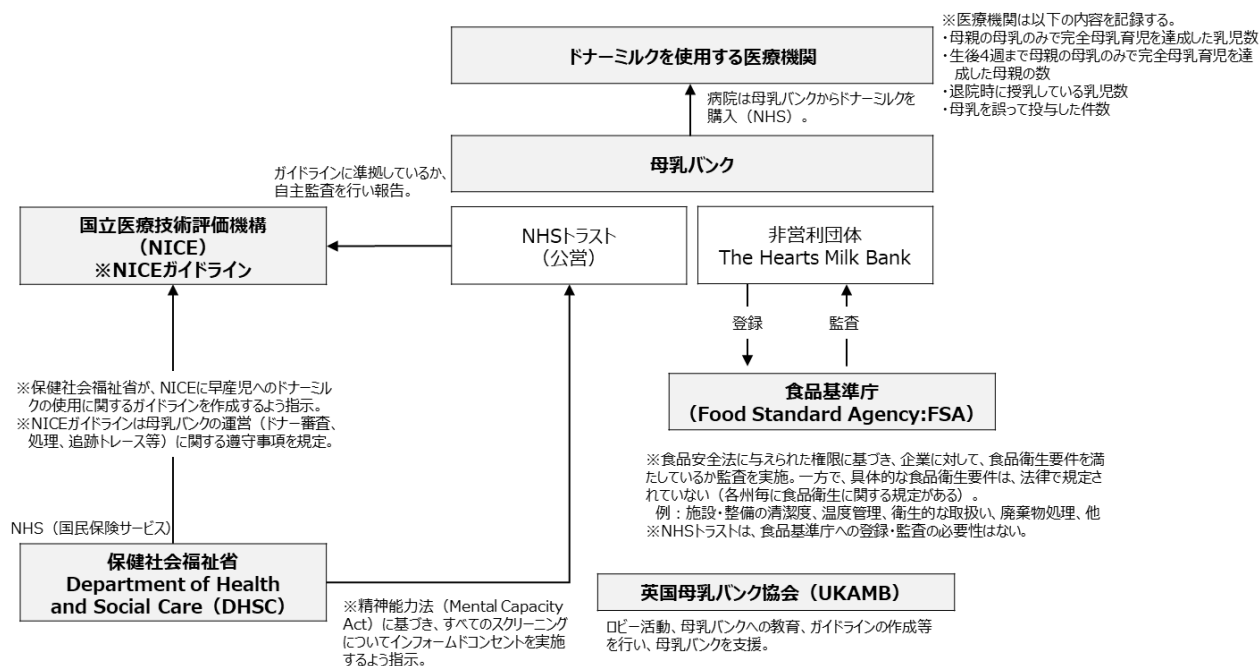 ※医療機関は以下の内容を記録する。
・母親の母乳のみで完全母乳育児を達成した乳児数
・生後4週まで母親の母乳のみで完全母乳育児を達
成した母親の数
・退院時に授乳している乳児数
・母乳を誤って投与した件数
ドナーミルクを使用する医療機関
病院は母乳バンクからドナーミルクを
購入（NHS）。
母乳バンク
ガイドラインに準拠しているか、
自主監査を行い報告。
国立医療技術評価機構
（NICE）
※NICEガイドライン
NHSトラスト
（公営）
非営利団体
The Hearts Milk Bank
登録
監査
食品基準庁
（Food Standard Agency:FSA）
※保健社会福祉省が、NICEに早産児へのドナーミル
クの使用に関するガイドラインを作成するよう指示。
※NICEガイドラインは母乳バンクの運営（ドナー審査、
処理、追跡トレース等）に関する遵守事項を規定。
※食品安全法に与えられた権限に基づき、企業に対して、食品衛生要件を満
たしているか監査を実施。一方で、具体的な食品衛生要件は、法律で規定さ
れていない（各州毎に食品衛生に関する規定がある）。
例：施設・整備の清潔度、温度管理、衛生的な取扱い、廃棄物処理、他
※NHSトラストは、食品基準庁への登録・監査の必要性はない。
NHS（国民保険サービス）
保健社会福祉省
Department of Health
and Social Care（DHSC）
※精神能力法（Mental Capacity
Act）に基づき、すべてのスクリーニング
についてインフォームドコンセントを実施
するよう指示。
英国母乳バンク協会（UKAMB）
ロビー活動、母乳バンクへの教育、ガイドラインの作成等
を行い、母乳バンクを支援。